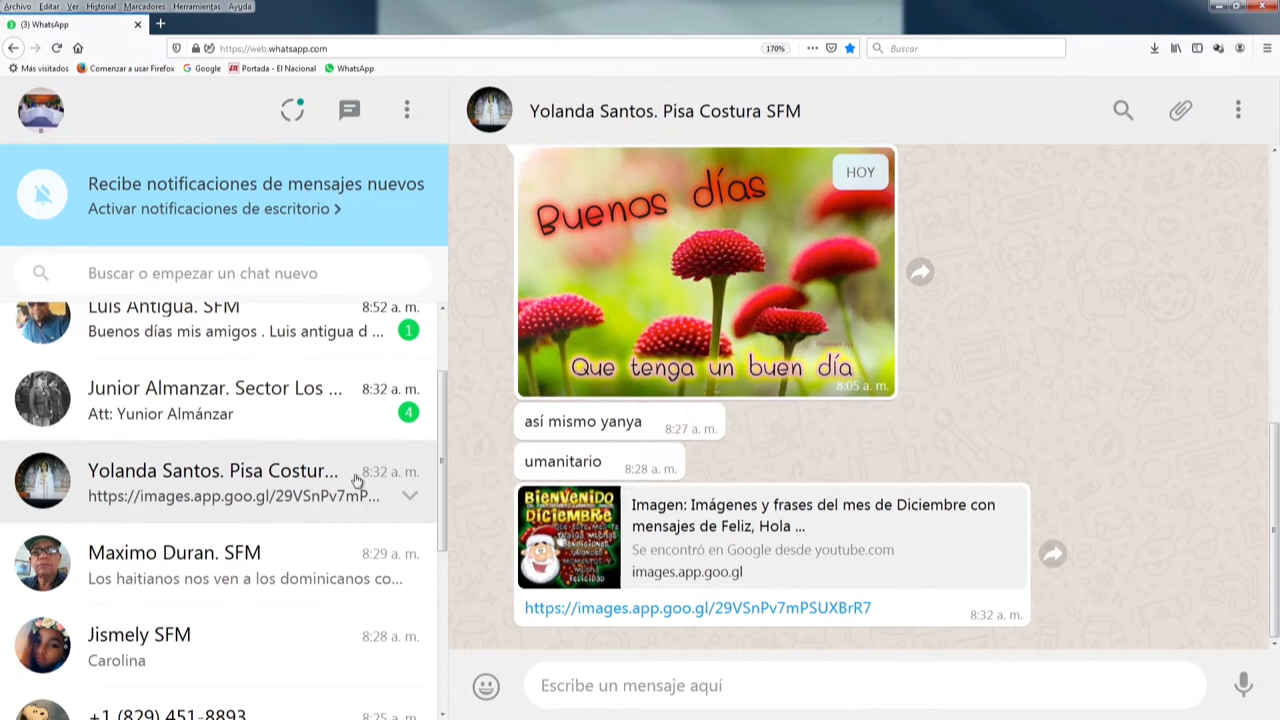 Archivo Editar Ver Historial Marcadores Herramientas Ayuda
(3) WhatsApp
https://web.whatsapp.com
170%
Buscar
Más visitados
Comenzar a usar Firefox
Google
Portada - El Nacional
WhatsApp
Recibe notificaciones de mensajes nuevos
Activar notificaciones de escritorio >
Buscar o empezar un chat nuevo
Luis Antigua. SFM
8:52 a. m.
Buenos días mis amigos . Luis antigua d ...
1
Junior Almanzar. Sector Los ...
8:32 a. m.
Att: Yunior Almánzar
4
Yolanda Santos. Pisa Costur...
8:32 a. m.
https://images.app.goo.gl/29VSnPv7mP...
Maximo Duran. SFM
8:29 a. m.
Los haitianos nos ven a los dominicanos co...
Jismely SFM
8:28 a. m.
Carolina
+1 (829) 451-8893
8:25 a. m.
Yolanda Santos. Pisa Costura SFM
HOY
Buenos días
Que tenga un buen día
8:05 a. m.
así mismo yanya
8:27 a. m.
umanitario
8:28 a. m.
BIENVENIDO
DICIEMBRE
Imagen: Imágenes y frases del mes de Diciembre con
mensajes de Feliz, Hola ...
Se encontró en Google desde youtube.com
images.app.goo.gl
https://images.app.goo.gl/29VSnPv7mPSUXBrR7
8:32 a. m.
Escribe un mensaje aquí